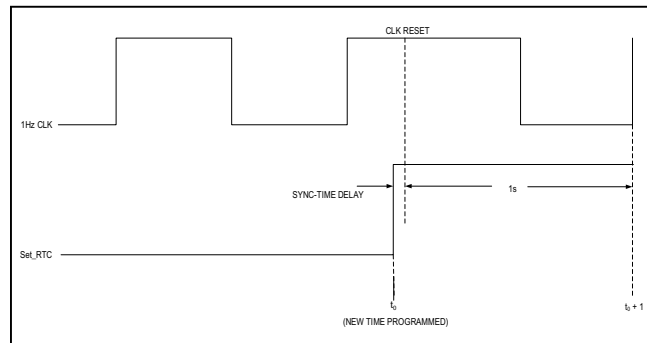 CLK RESET
1Hz CLK
SYNC-TIME DELAY
1s
Set_RTC
t0
t0 + 1
(NEW TIME PROGRAMMED)